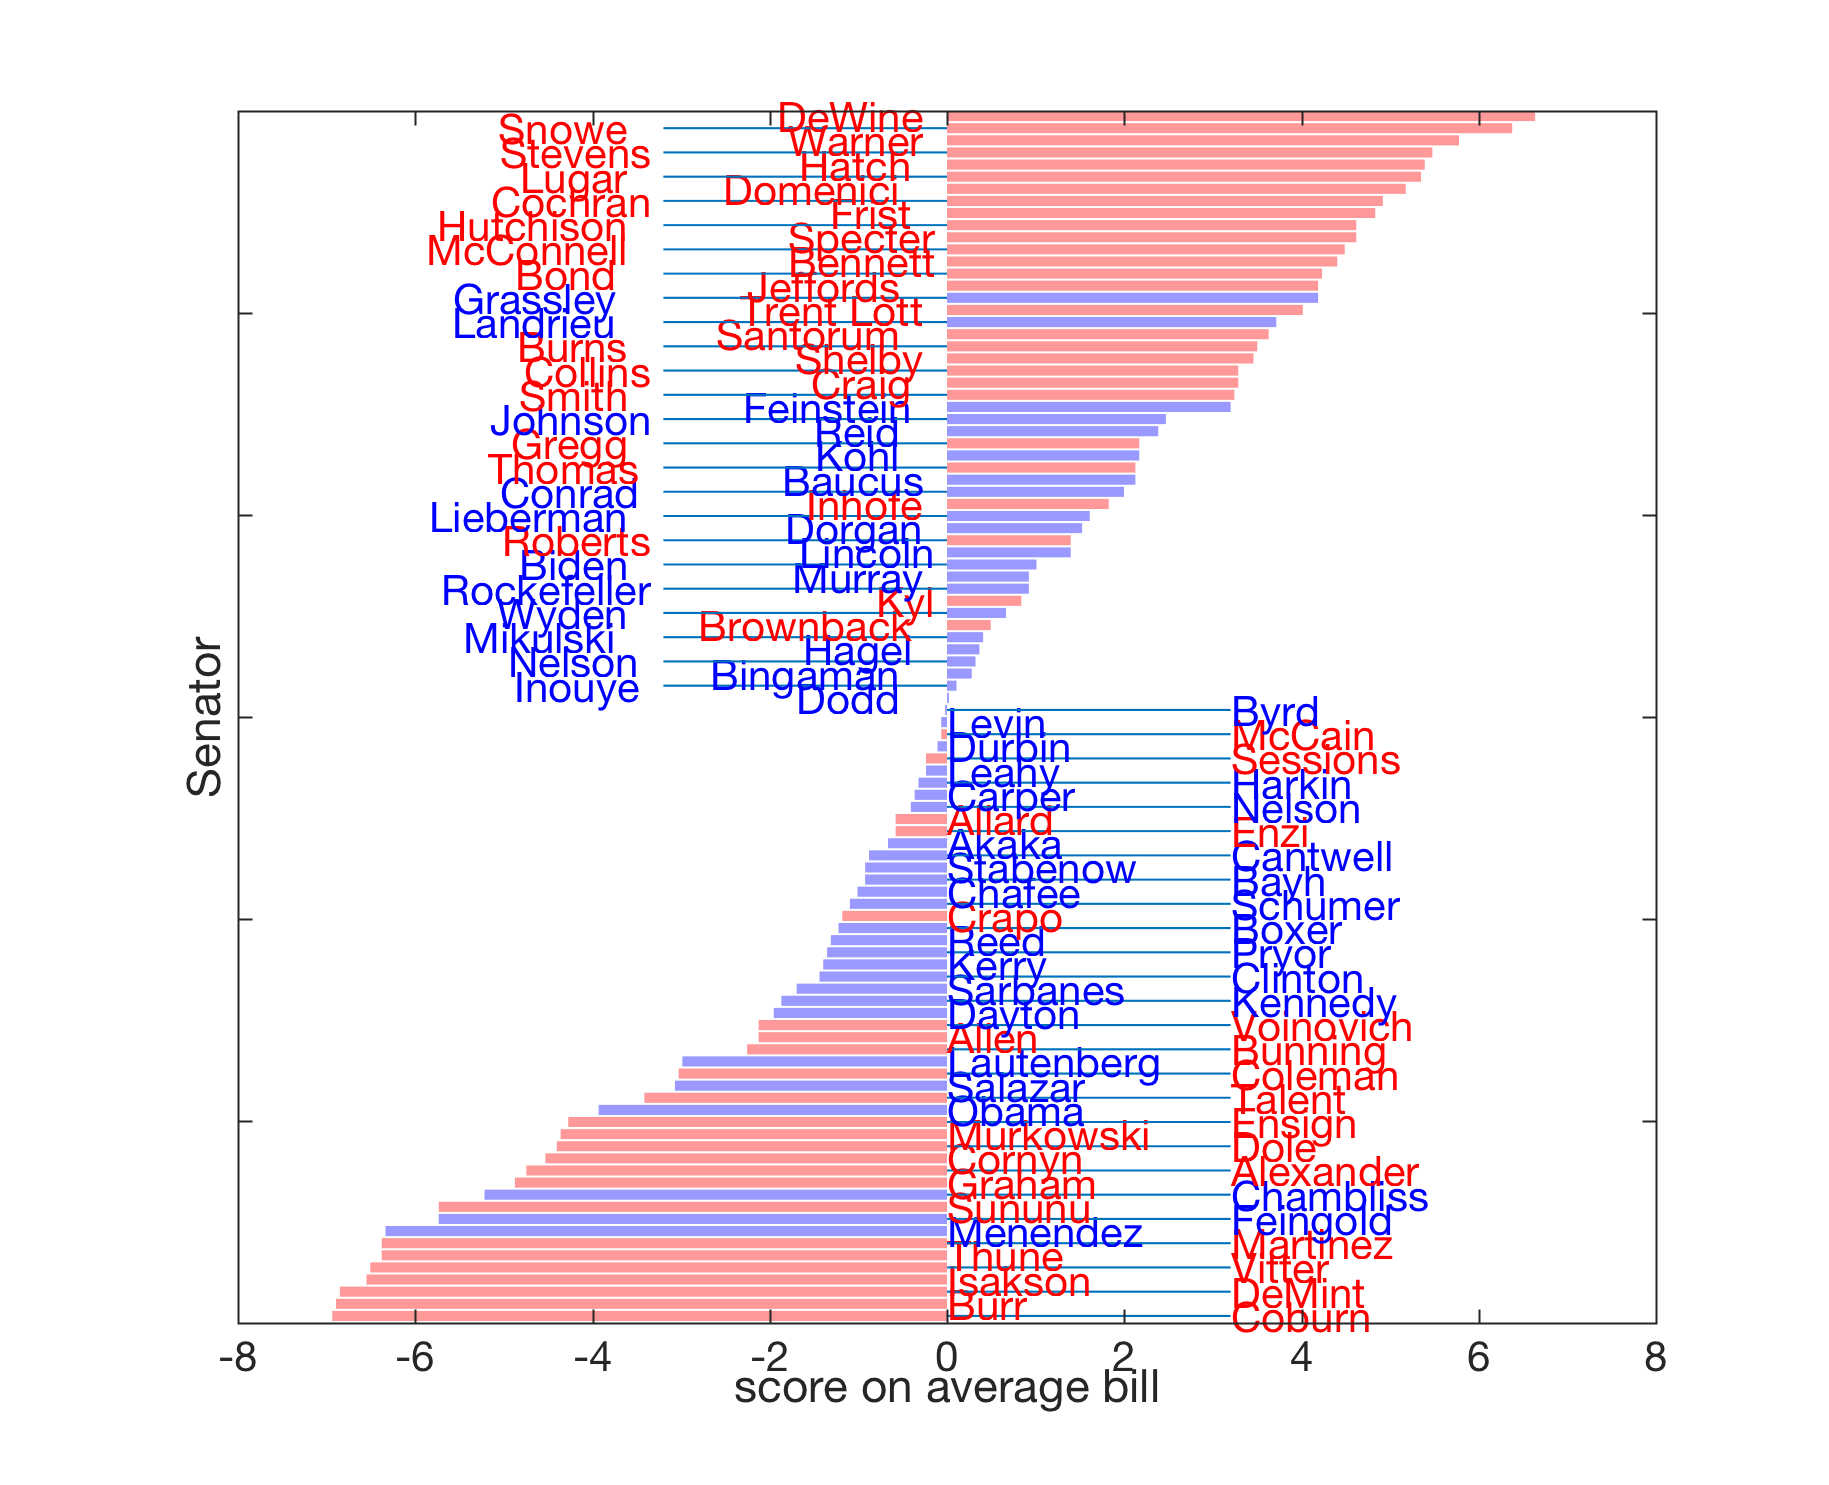 DeWine
Snowe
Warner
Stevens
Hatch
Lugar
Domenici
Cochran
Frist
Hutchison
Specter
McConnell
Bennett
Bond
Jeffords
Grassley
Trent Lott
Landrieu
Santorum
Burns
Shelby
Collins
Craig
Smith
Feinstein
Johnson
Reid
Gregg
Kohl
Thomas
Baucus
Conrad
Inhofe
Lieberman
Dorgan
Roberts
Lincoln
Biden
Murray
Rockefeller
Kyl
Wyden
Brownback
Mikulski
Hagel
Nelson
Bingaman
Inouye
Dodd
Byrd
Levin
McCain
Durbin
Sessions
Leahy
Harkin
Carper
Nelson
Allard
Enzi
Akaka
Cantwell
Stabenow
Bayh
Chafee
Schumer
Crapo
Boxer
Reed
Pryor
Kerry
Clinton
Sarbanes
Kennedy
Dayton
Voinovich
Allen
Bunning
Lautenberg
Coleman
Salazar
Talent
Obama
Ensign
Murkowski
Dole
Cornyn
Alexander
Graham
Chambliss
Sununu
Feingold
Menendez
Martinez
Thune
Vitter
Isakson
DeMint
Burr
Coburn
Senator
-8 -6 -4 -2 0 2 4 6 8
score on average bill